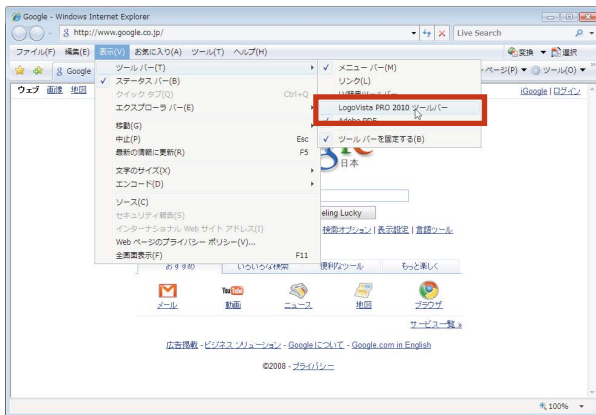 Google - Windows Internet Explorer
http://www.google.co.jp/
Live Search
ファイル(F) 編集(E) 表示(V) お気に入り(A) ツール(T) ヘルプ(H)
変換 選択
Google
ページ(P) ツール(O)
ツール バー(T)
ステータス バー(B)
クイック タブ(Q) Ctrl+Q
エクスプローラ バー(E)
移動(G)
中止(P) Esc
最新の情報に更新(R) F5
文字のサイズ(X)
エンコード(D)
ソース(C)
セキュリティ報告(S)
インターナショナル Web サイト アドレス(I)
Web ページのプライバシー ポリシー(V)...
全画面表示(F) F11
メニュー バー(M)
リンク(L)
LogoVista PRO 2010 ツールバー
Adobe PDF
ツール バーを固定する(B)
ウェブ 画像 地図
iGoogle | ログイン
日本
eling Lucky
検索オプション | 表示設定 | 言語ツール
おすすめ いろいろな検索 便利なツール もっと楽しく
YouTube
メール 動画 ニュース 地図 ブラウザ
サービス一覧 »
広告掲載 - ビジネス ソリューション - Google について - Google.com in English
©2008 - プライバシー
100%